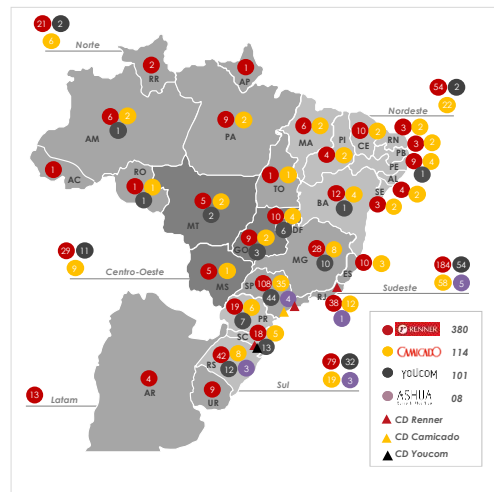 21 2
6
Norte
2
RR
1
AP
54 2
22
Nordeste
6 2
1
AM
9 2
PA
6 2
MA
PI
4 2
10 2
CE
3 2
RN
3 2
PB
9 4
PE
1
AL
4 2
SE
3 2
1
AC
RO
1 1
1
5 2
2
MT
1 1
TO
12 4
1
BA
10 4
6
DF
9 2
3
GO
28 8
10
MG
29 11
9
Centro-Oeste
5 1
MS
10 3
ES
184 54
58 5
Sudeste
SP
108 35
44 4
38 12
1
RJ
19 6
7
PR
SC
18 5
13
42 8
12 3
RS
79 32
19 3
Sul
9
UR
4
AR
13
Latam
RENNER 380
CAMICADO 114
YOUCOM 101
ASHUA 08
CD Renner
CD Camicado
CD Youcom